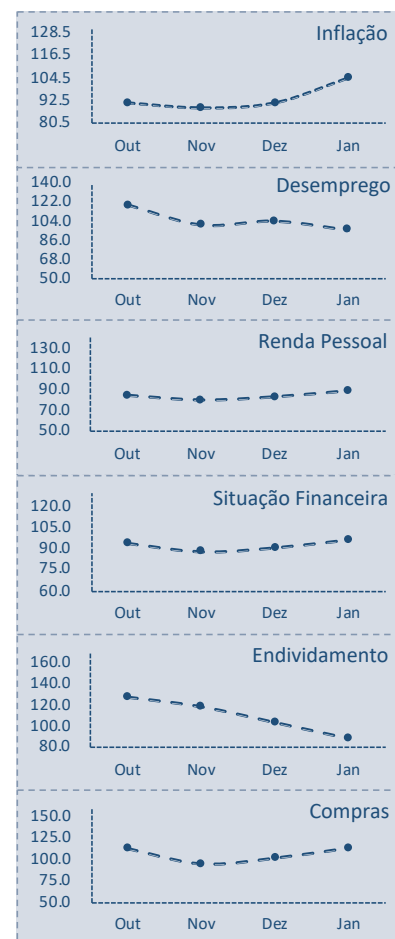 Inflação
128.5
116.5
104.5
92.5
80.5
Out Nov Dez Jan
Desemprego
140.0
122.0
104.0
86.0
68.0
50.0
Out Nov Dez Jan
Renda Pessoal
130.0
110.0
90.0
70.0
50.0
Out Nov Dez Jan
Situação Financeira
120.0
105.0
90.0
75.0
60.0
Out Nov Dez Jan
Endividamento
160.0
140.0
120.0
100.0
80.0
Out Nov Dez Jan
Compras
150.0
125.0
100.0
75.0
50.0
Out Nov Dez Jan